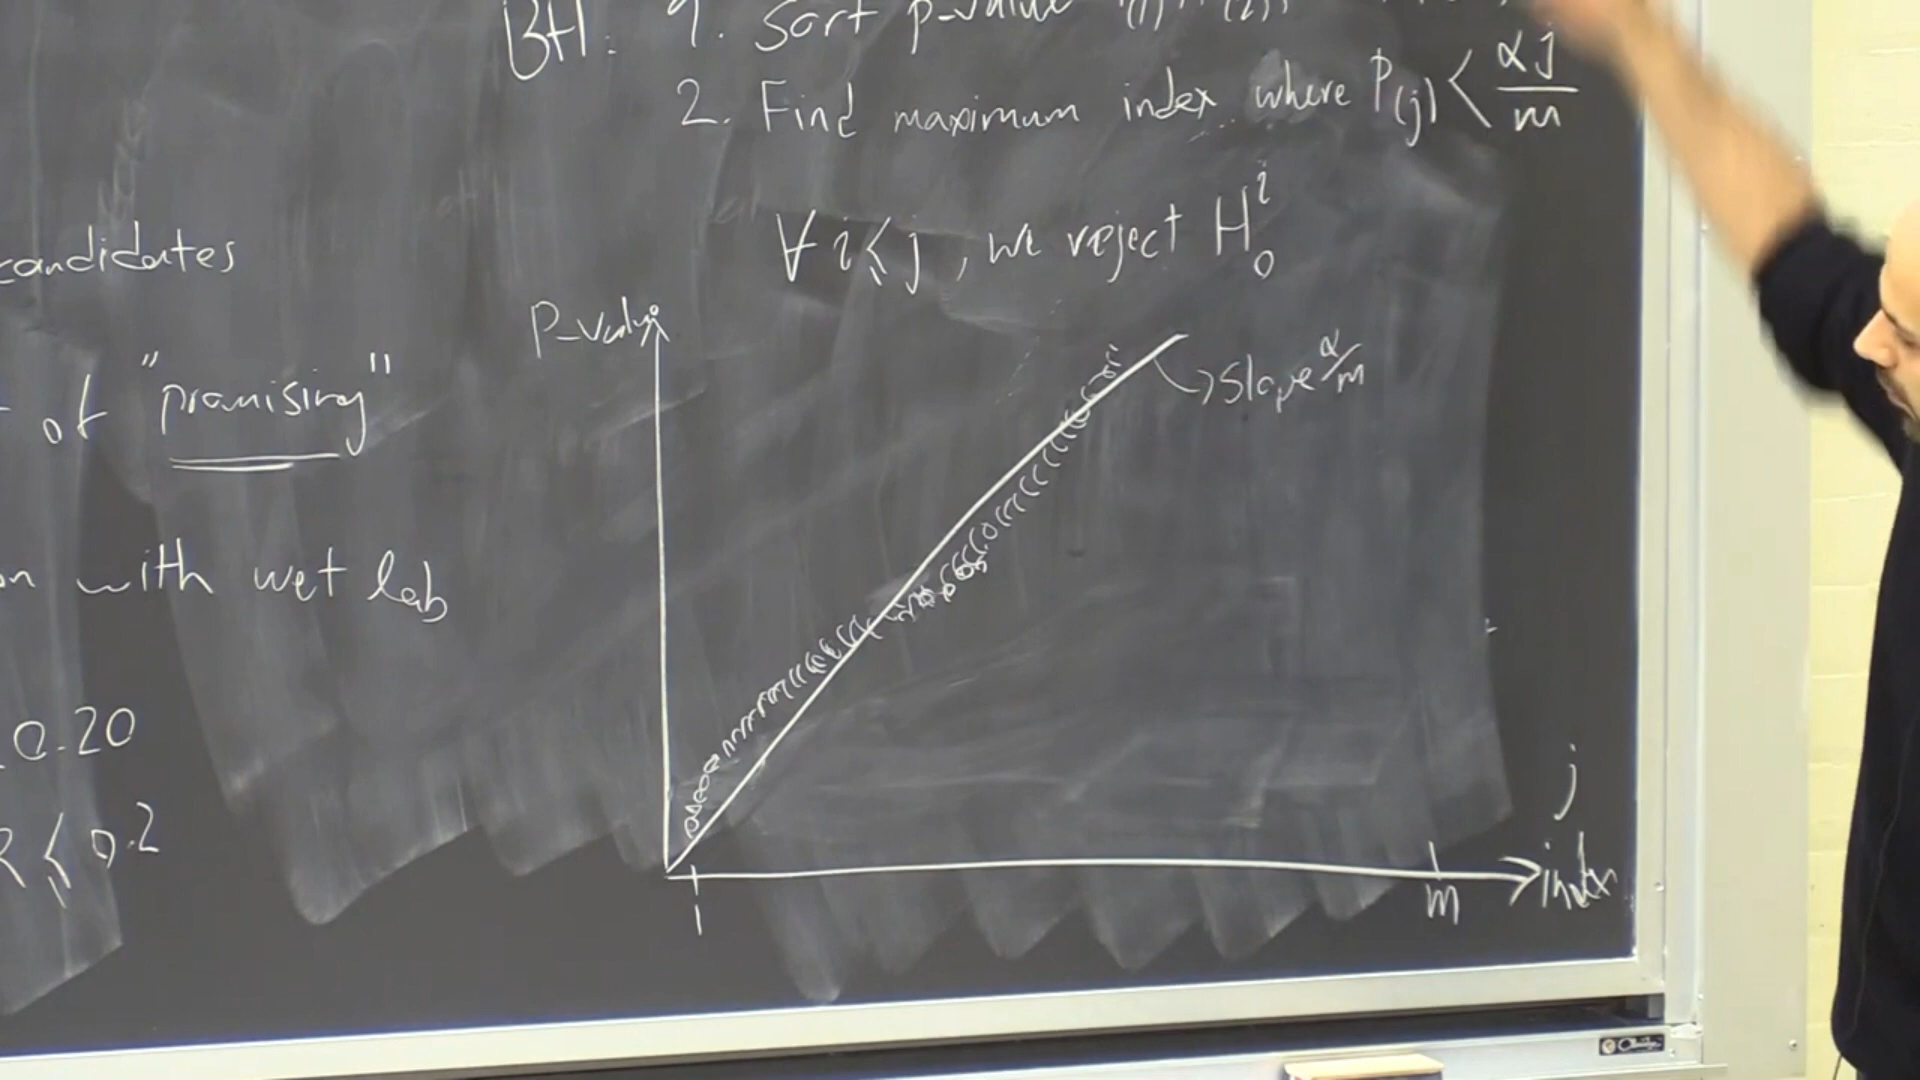 BH: 1. Sort p-value
2. Find maximum index where P(j) < αj/m
∀ i ≤ j, we reject H₀ⁱ
candidates
of "promising"
with wet lab
0.20
≤ 0.2
P-value
→ Slope α/m
1
m
j
index